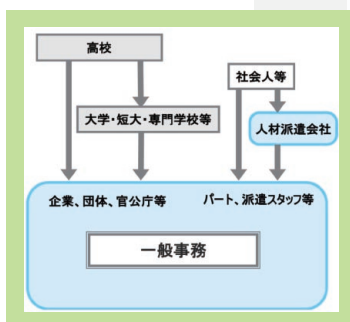 高校
社会人等
大学・短大・専門学校等
人材派遣会社
企業、団体、官公庁等
パート、派遣スタッフ等
一般事務